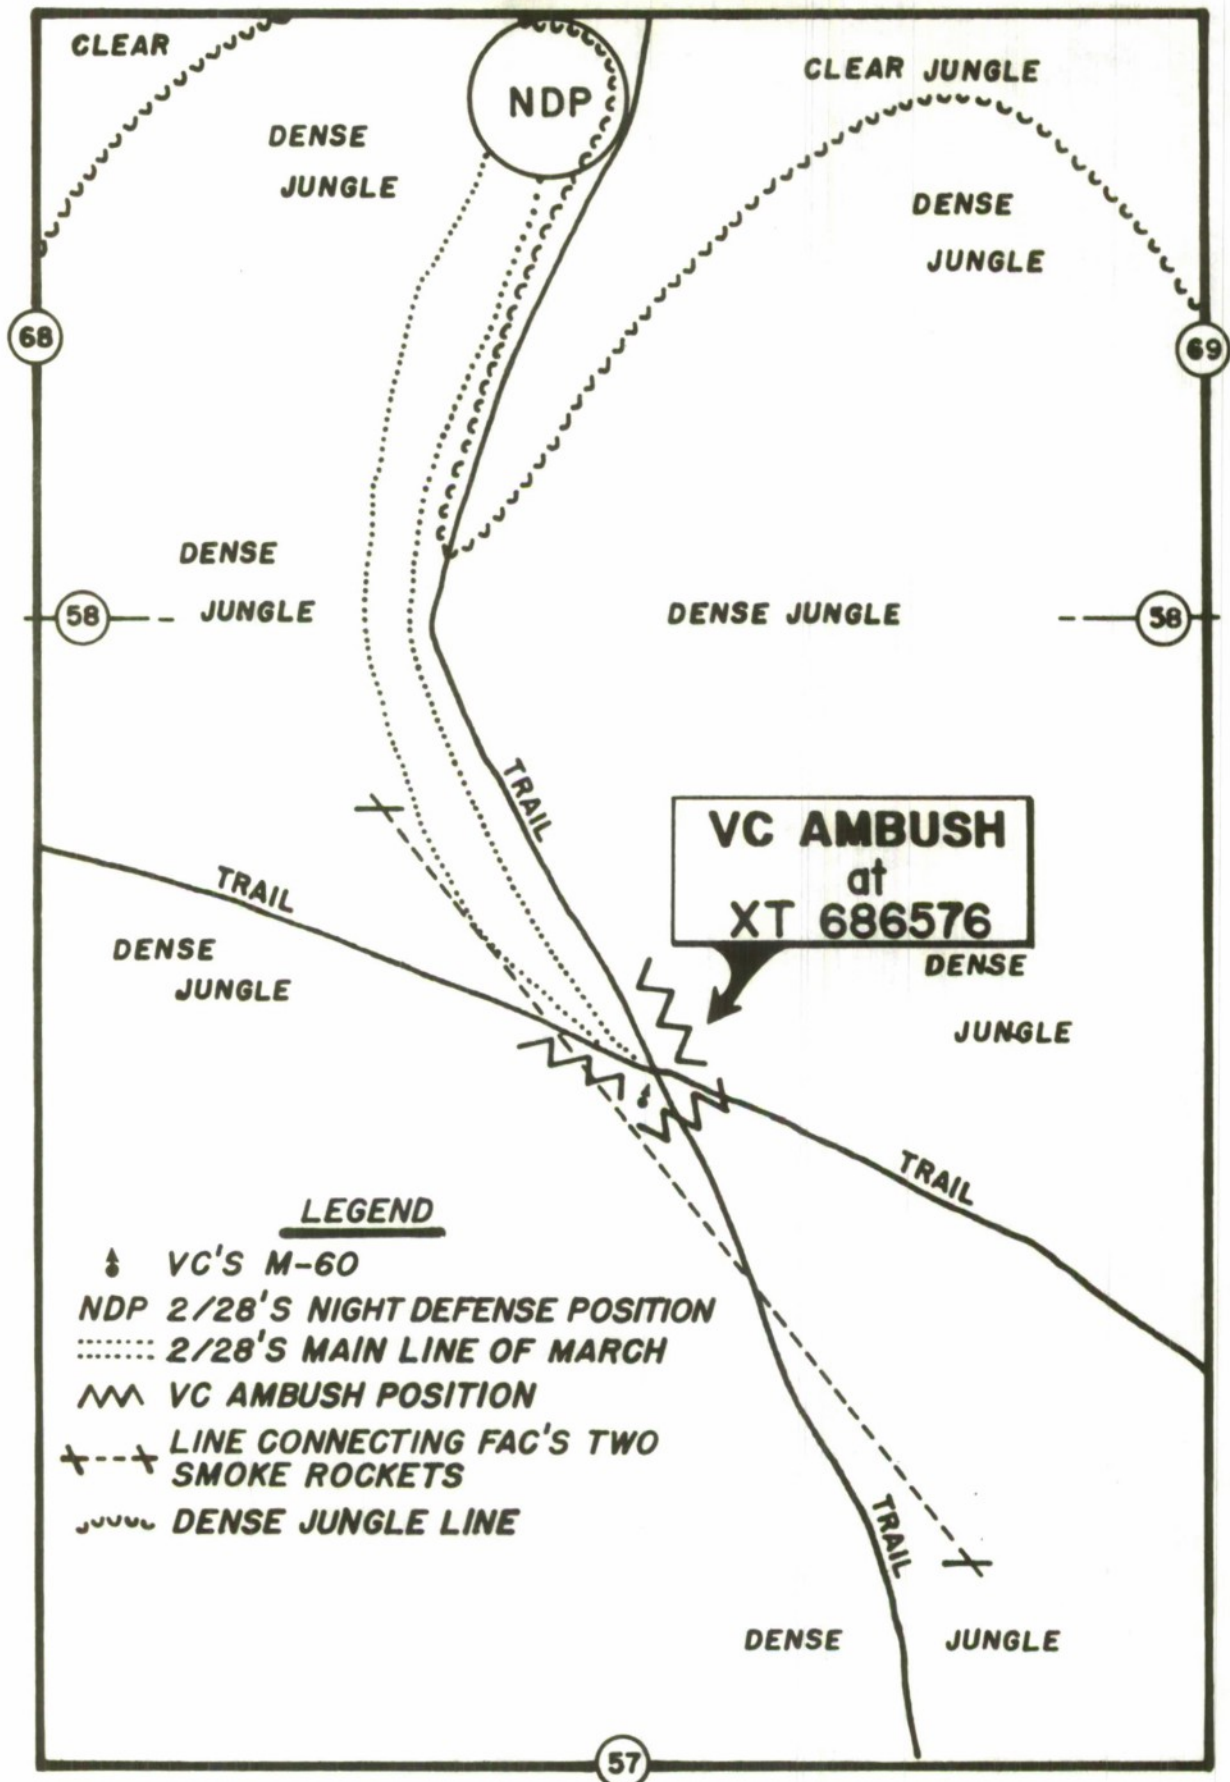 CLEAR
NDP
CLEAR JUNGLE
DENSE
JUNGLE
DENSE
JUNGLE
68
69
DENSE
JUNGLE
58
DENSE JUNGLE
58
TRAIL
VC AMBUSH
at
XT 686576
TRAIL
DENSE
JUNGLE
DENSE
JUNGLE
TRAIL
LEGEND
VC'S M-60
NDP 2/28'S NIGHT DEFENSE POSITION
2/28'S MAIN LINE OF MARCH
VC AMBUSH POSITION
LINE CONNECTING FAC'S TWO
SMOKE ROCKETS
DENSE JUNGLE LINE
TRAIL
DENSE JUNGLE
57